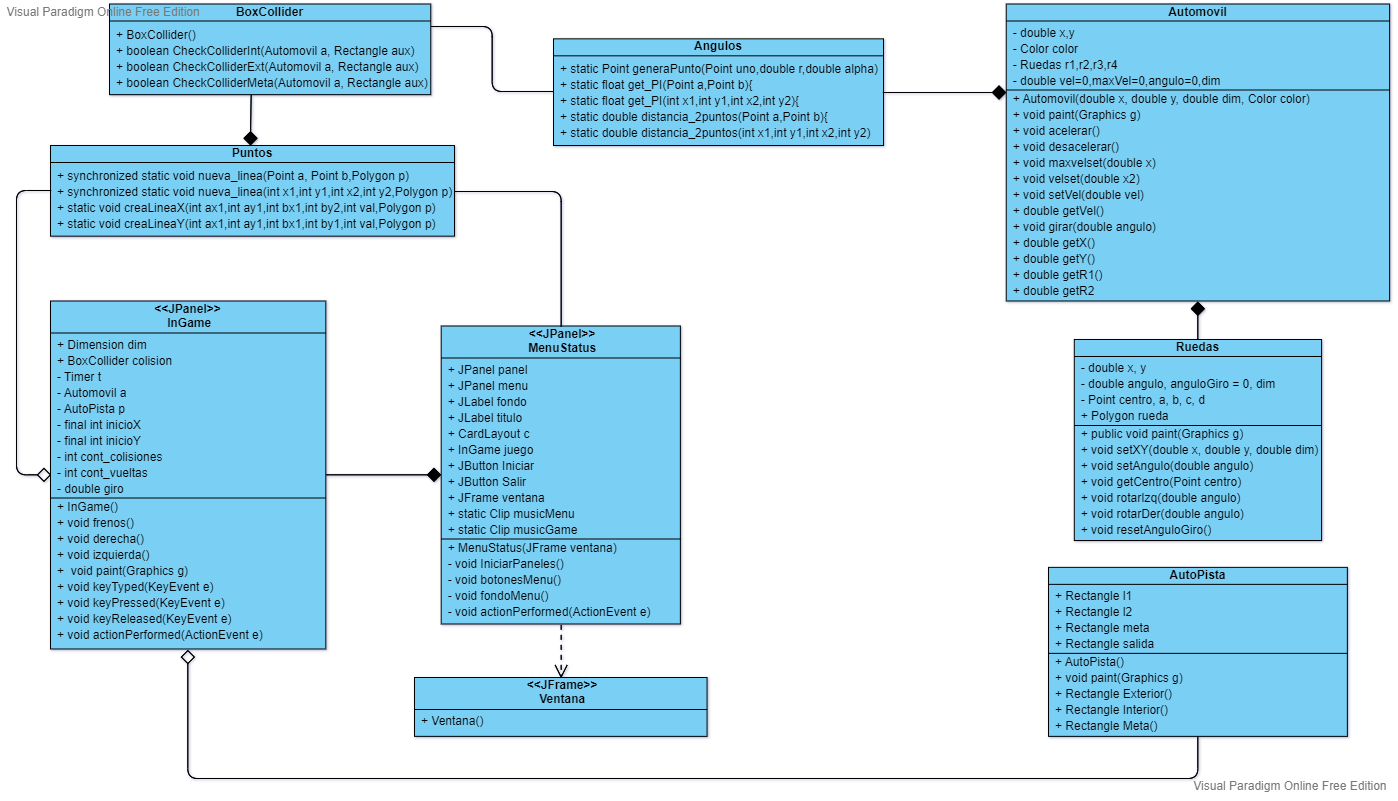 Visual Paradigm Online Free Edition
BoxCollider
+ BoxCollider()
+ boolean CheckColliderInt(Automovil a, Rectangle aux)
+ boolean CheckColliderExt(Automovil a, Rectangle aux)
+ boolean CheckColliderMeta(Automovil a, Rectangle aux)
Angulos
+ static Point generaPunto(Point uno,double r,double alpha)
+ static float get_PI(Point a,Point b){
+ static float get_PI(int x1,int y1,int x2,int y2){
+ static double distancia_2puntos(Point a,Point b){
+ static double distancia_2puntos(int x1,int y1,int x2,int y2)
Automovil
- double x,y
- Color color
- Ruedas r1,r2,r3,r4
- double vel=0,maxVel=0,angulo=0,dim
+ Automovil(double x, double y, double dim, Color color)
+ void paint(Graphics g)
+ void acelerar()
+ void desacelerar()
+ void maxvelset(double x)
+ void velset(double x2)
+ void setVel(double vel)
+ double getVel()
+ void girar(double angulo)
+ double getX()
+ double getY()
+ double getR1()
+ double getR2
Puntos
+ synchronized static void nueva_linea(Point a, Point b,Polygon p)
+ synchronized static void nueva_linea(int x1,int y1,int x2,int y2,Polygon p)
+ static void creaLineaX(int ax1,int ay1,int bx1,int by2,int val,Polygon p)
+ static void creaLineaY(int ax1,int ay1,int bx1,int by1,int val,Polygon p)
<<JPanel>>
InGame
+ Dimension dim
+ BoxCollider colision
- Timer t
- Automovil a
- AutoPista p
- final int inicioX
- final int inicioY
- int cont_colisiones
- int cont_vueltas
- double giro
+ InGame()
+ void frenos()
+ void derecha()
+ void izquierda()
+ void paint(Graphics g)
+ void keyTyped(KeyEvent e)
+ void keyPressed(KeyEvent e)
+ void keyReleased(KeyEvent e)
+ void actionPerformed(ActionEvent e)
<<JPanel>>
MenuStatus
+ JPanel panel
+ JPanel menu
+ JLabel fondo
+ JLabel titulo
+ CardLayout c
+ InGame juego
+ JButton Iniciar
+ JButton Salir
+ JFrame ventana
+ static Clip musicMenu
+ static Clip musicGame
+ MenuStatus(JFrame ventana)
- void IniciarPaneles()
- void botonesMenu()
- void fondoMenu()
- void actionPerformed(ActionEvent e)
Ruedas
- double x, y
- double angulo, anguloGiro = 0, dim
- Point centro, a, b, c, d
+ Polygon rueda
+ public void paint(Graphics g)
+ void setXY(double x, double y, double dim)
+ void setAngulo(double angulo)
+ void getCentro(Point centro)
+ void rotarIzq(double angulo)
+ void rotarDer(double angulo)
+ void resetAnguloGiro()
AutoPista
+ Rectangle l1
+ Rectangle l2
+ Rectangle meta
+ Rectangle salida
+ AutoPista()
+ void paint(Graphics g)
+ Rectangle Exterior()
+ Rectangle Interior()
+ Rectangle Meta()
<<JFrame>>
Ventana
+ Ventana()
Visual Paradigm Online Free Edition